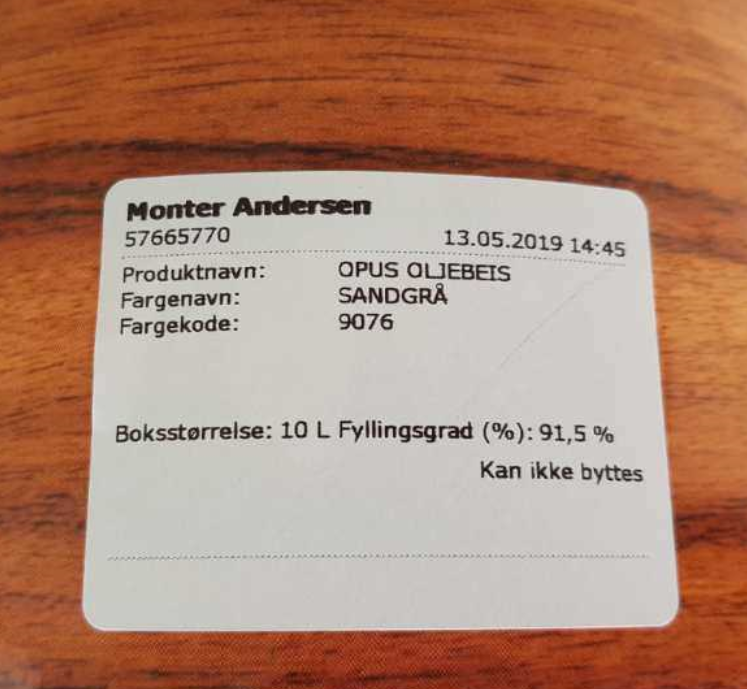 Monter Andersen
57665770 13.05.2019 14:45
Produktnavn: OPUS OLJEBEIS
Fargenavn: SANDGRÅ
Fargekode: 9076
Boksstørrelse: 10 L Fyllingsgrad (%): 91,5 %
Kan ikke byttes